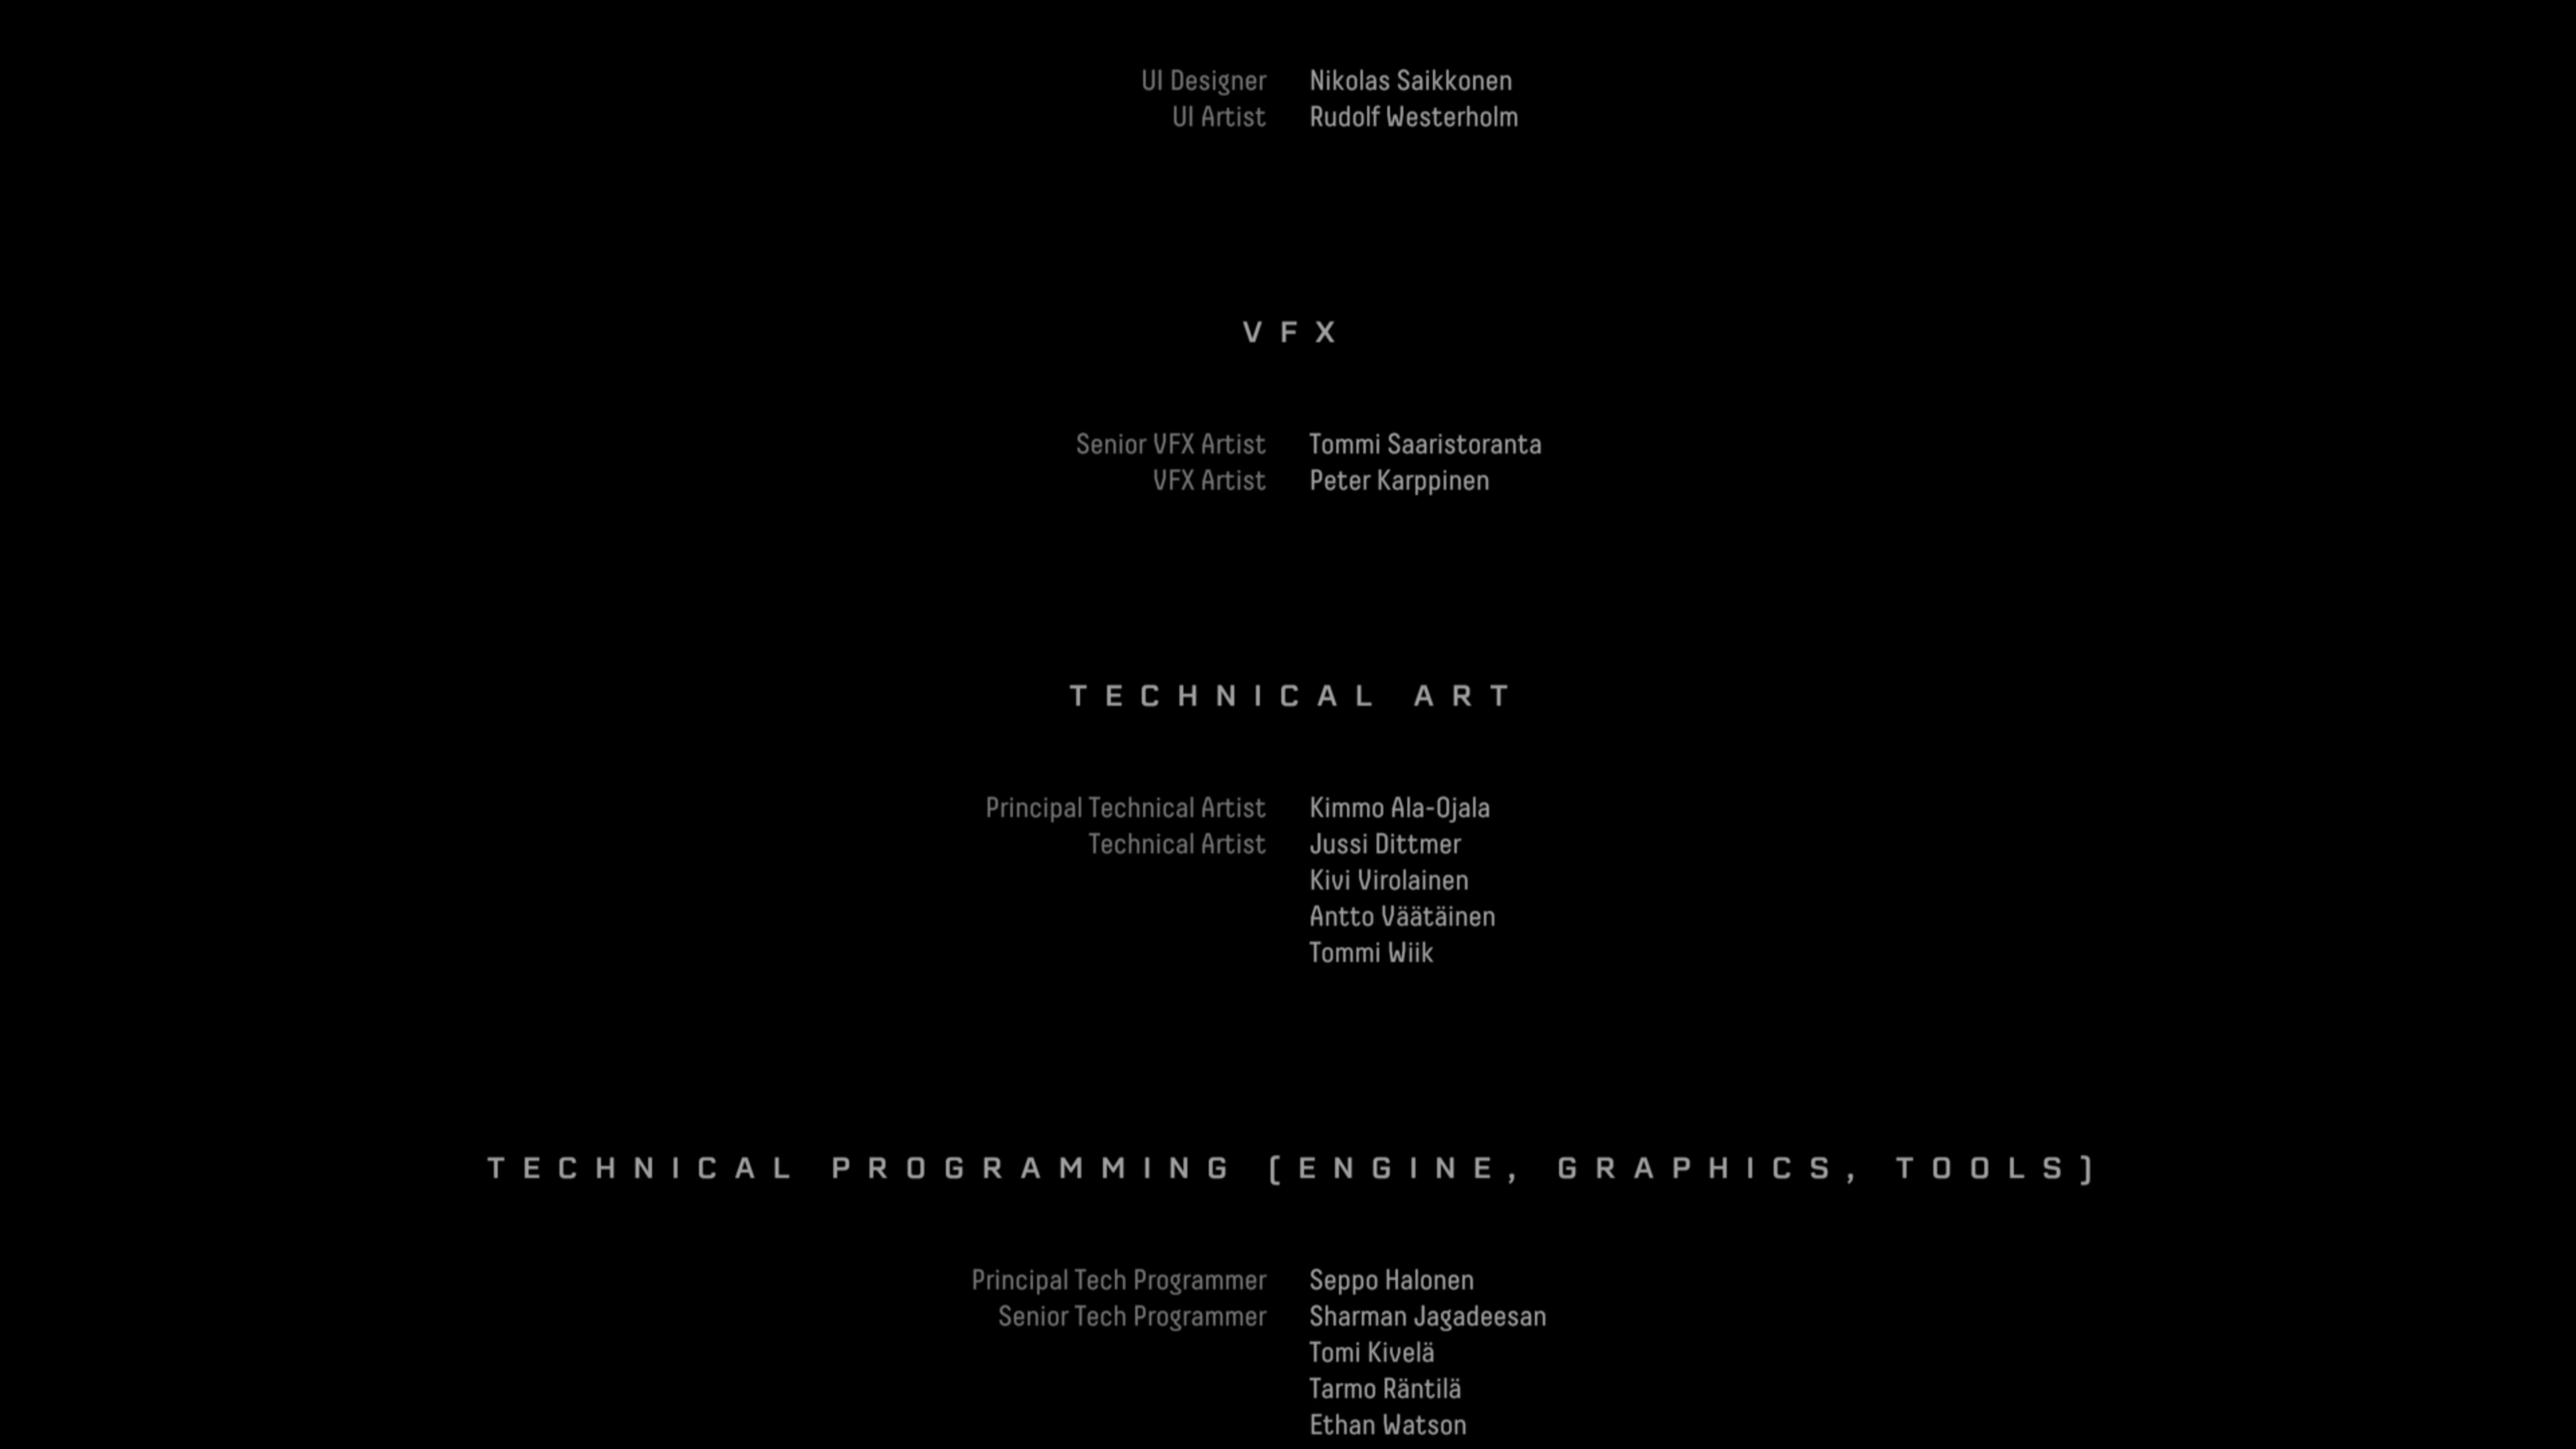 UI Designer Nikolas Saikkonen
UI Artist Rudolf Westerholm
VFX
Senior VFX Artist Tommi Saaristoranta
VFX Artist Peter Karppinen
TECHNICAL ART
Principal Technical Artist Kimmo Ala-Ojala
Technical Artist Jussi Dittmer
Kivi Virolainen
Antto Väätäinen
Tommi Wiik
TECHNICAL PROGRAMMING (ENGINE, GRAPHICS, TOOLS)
Principal Tech Programmer Seppo Halonen
Senior Tech Programmer Sharman Jagadeesan
Tomi Kivelä
Tarmo Räntilä
Ethan Watson